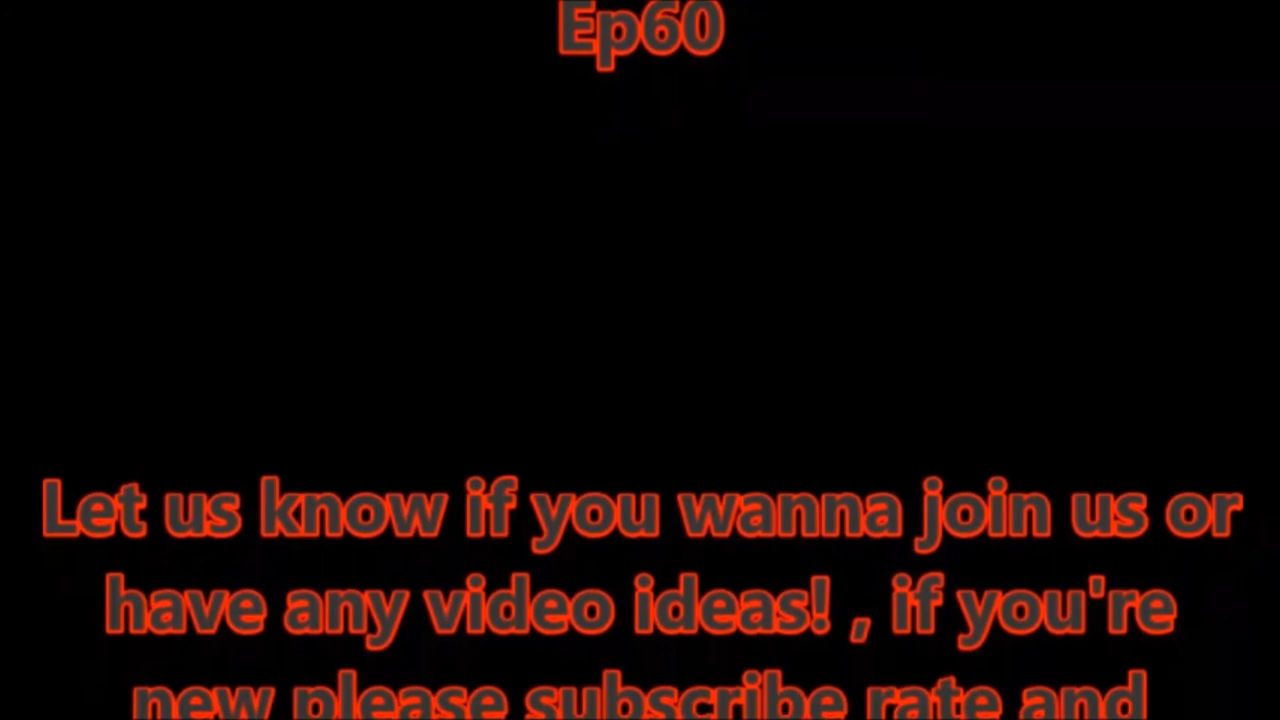 Ep60
Let us know if you wanna join us or
have any video ideas! , if you're
new please subscribe rate and